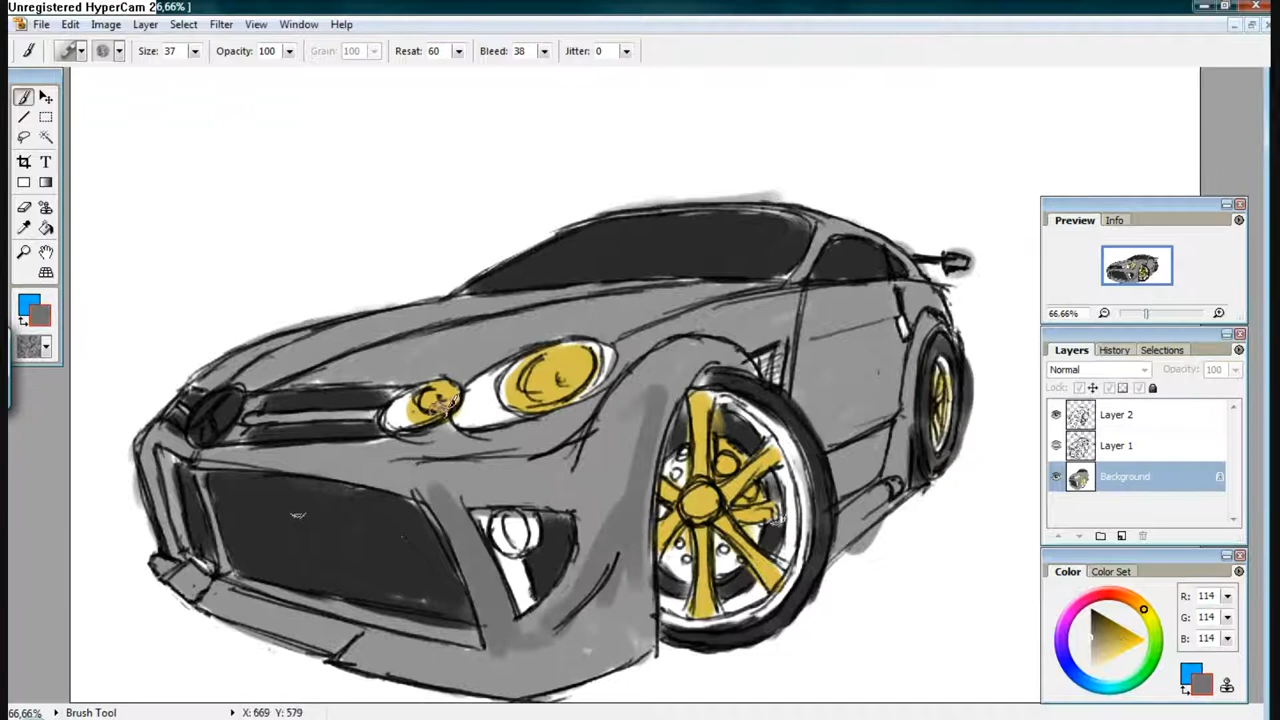 Unregistered HyperCam 2 6,66% ]
File Edit Image Layer Select Filter View Window Help
Size: 37 Opacity: 100 Grain: 100 Resat: 60 Bleed: 38 Jitter: 0
T
Preview Info
66.66%
Layers History Selections
Normal Opacity: 100
Lock:
Layer 2
Layer 1
Background
Color Color Set
R: 114
G: 114
B: 114
66,66% Brush Tool X: 669 Y: 579